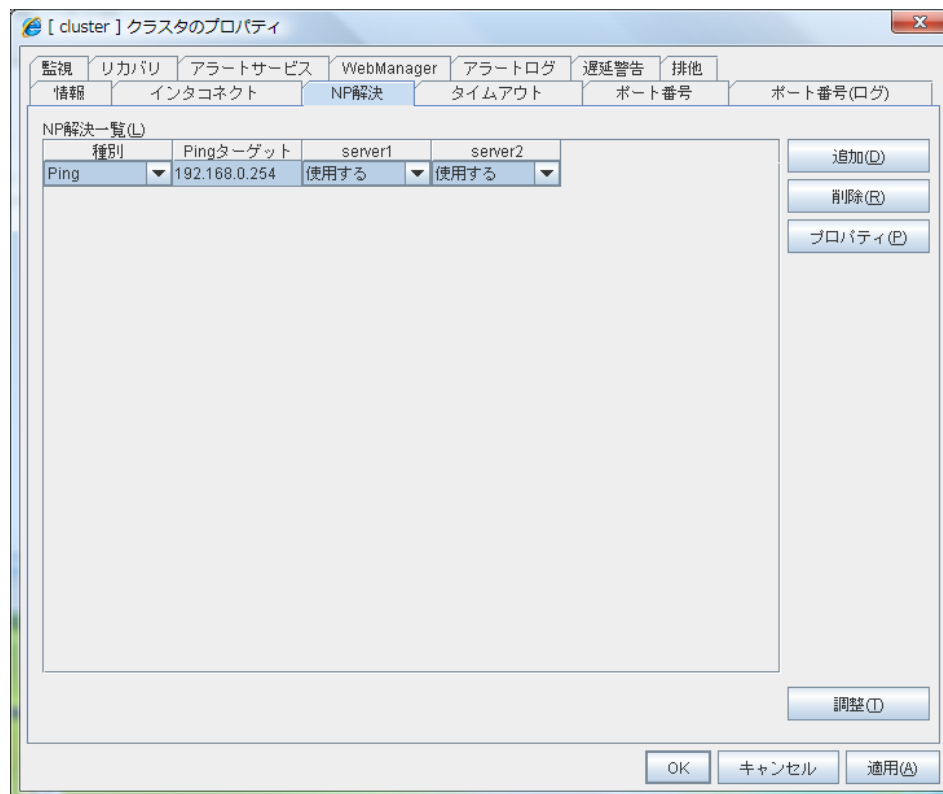 [ cluster ] クラスタのプロパティ
監視 リカバリ アラートサービス WebManager アラートログ 遅延警告 排他
情報 インタコネクト NP解決 タイムアウト ポート番号 ポート番号(ログ)
NP解決一覧(L)
種別 Pingターゲット server1 server2
Ping 192.168.0.254 使用する 使用する
追加(D)
削除(R)
プロパティ(P)
調整(T)
OK キャンセル 適用(A)